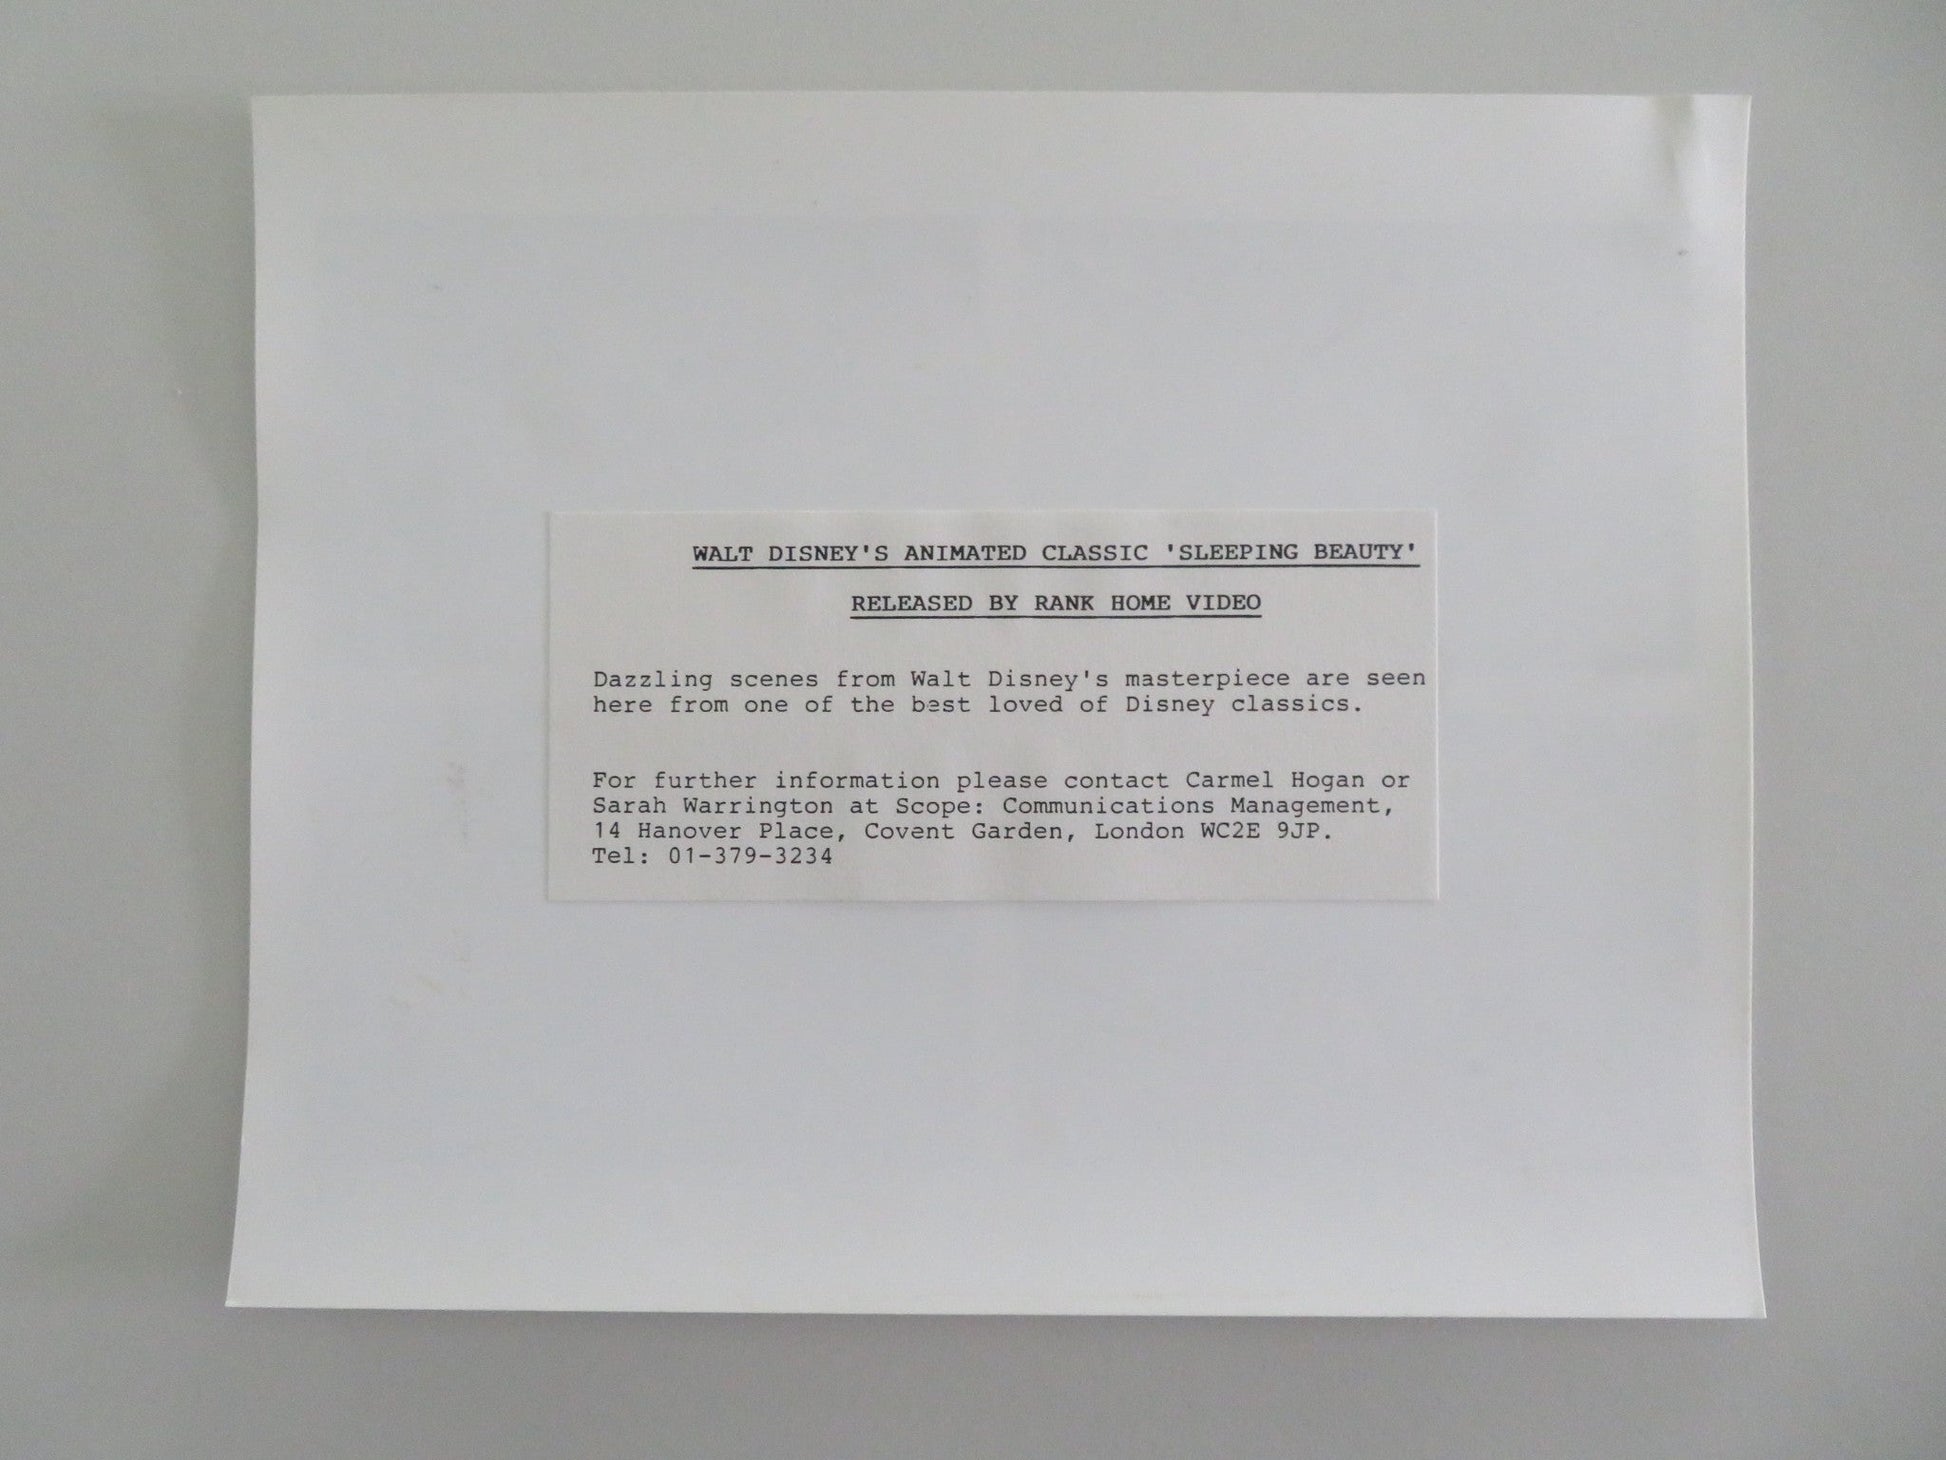 WALT DISNEY'S ANIMATED CLASSIC 'SLEEPING BEAUTY'
RELEASED BY RANK HOME VIDEO
Dazzling scenes from Walt Disney's masterpiece are seen
here from one of the best loved of Disney classics.
For further information please contact Carmel Hogan or
Sarah Warrington at Scope: Communications Management,
14 Hanover Place, Covent Garden, London WC2E 9JP.
Tel: 01-379-3234